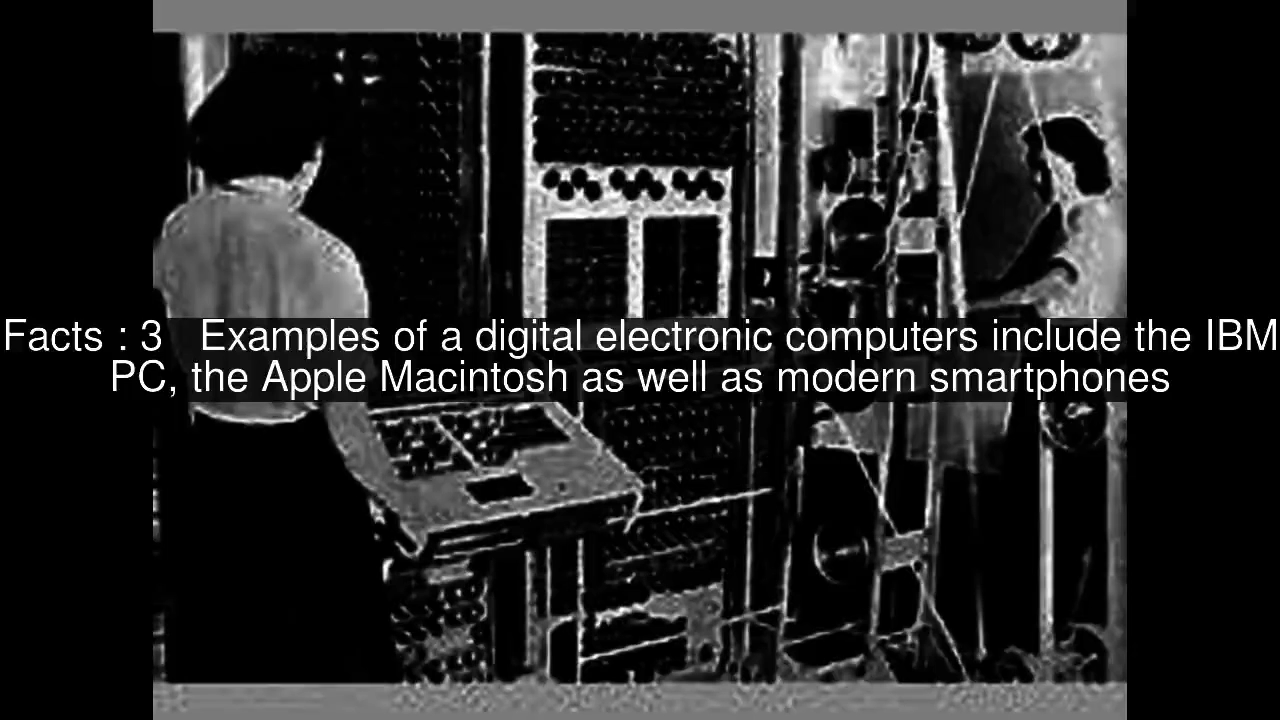 Facts : 3 Examples of a digital electronic computers include the IBM
PC, the Apple Macintosh as well as modern smartphones